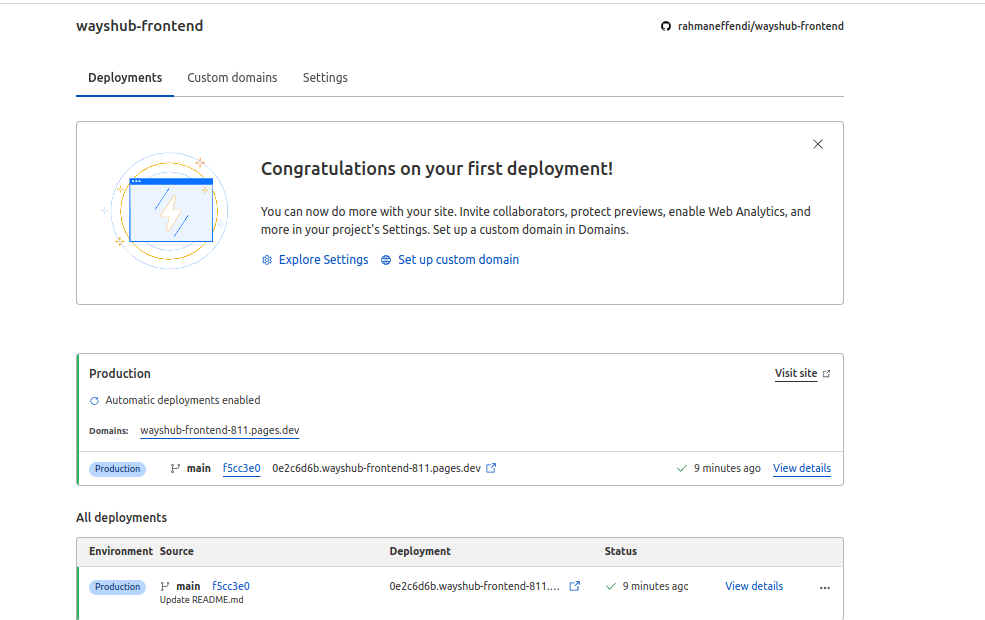 wayshub-frontend
rahmaneffendi/wayshub-frontend
Deployments Custom domains Settings
Congratulations on your first deployment!
You can now do more with your site. Invite collaborators, protect previews, enable Web Analytics, and
more in your project's Settings. Set up a custom domain in Domains.
Explore Settings Set up custom domain
Production
Visit site
Automatic deployments enabled
Domains: wayshub-frontend-811.pages.dev
Production main f5cc3e0 0e2c6d6b.wayshub-frontend-811.pages.dev 9 minutes ago View details
All deployments
Environment Source Deployment Status
Production main f5cc3e0 0e2c6d6b.wayshub-frontend-811.... 9 minutes ago View details ...
Update README.md